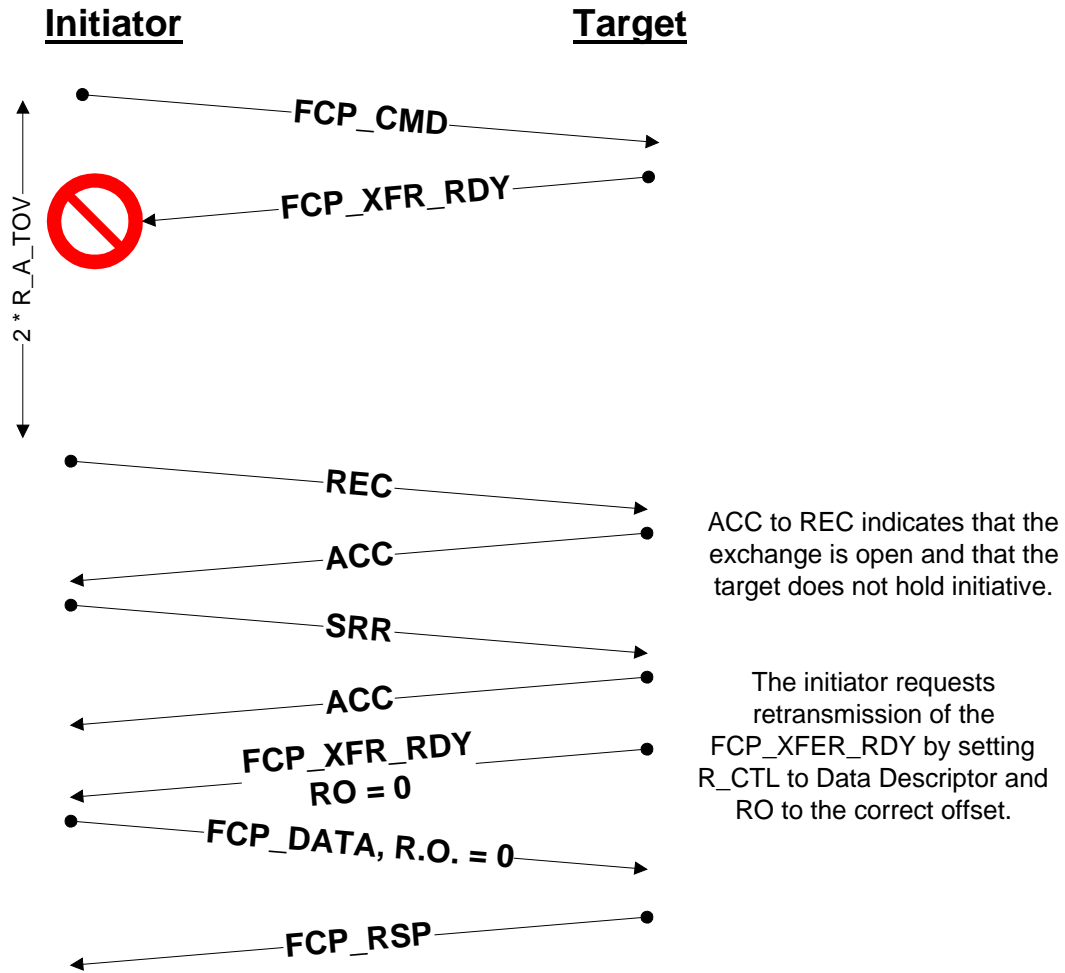 Initiator
Target
FCP_CMD
FCP_XFR_RDY
2 * R_A_TOV
REC
ACC to REC indicates that the
exchange is open and that the
target does not hold initiative.
ACC
SRR
ACC
The initiator requests
retransmission of the
FCP_XFER_RDY by setting
R_CTL to Data Descriptor and
RO to the correct offset.
FCP_XFR_RDY
RO = 0
FCP_DATA, R.O. = 0
FCP_RSP